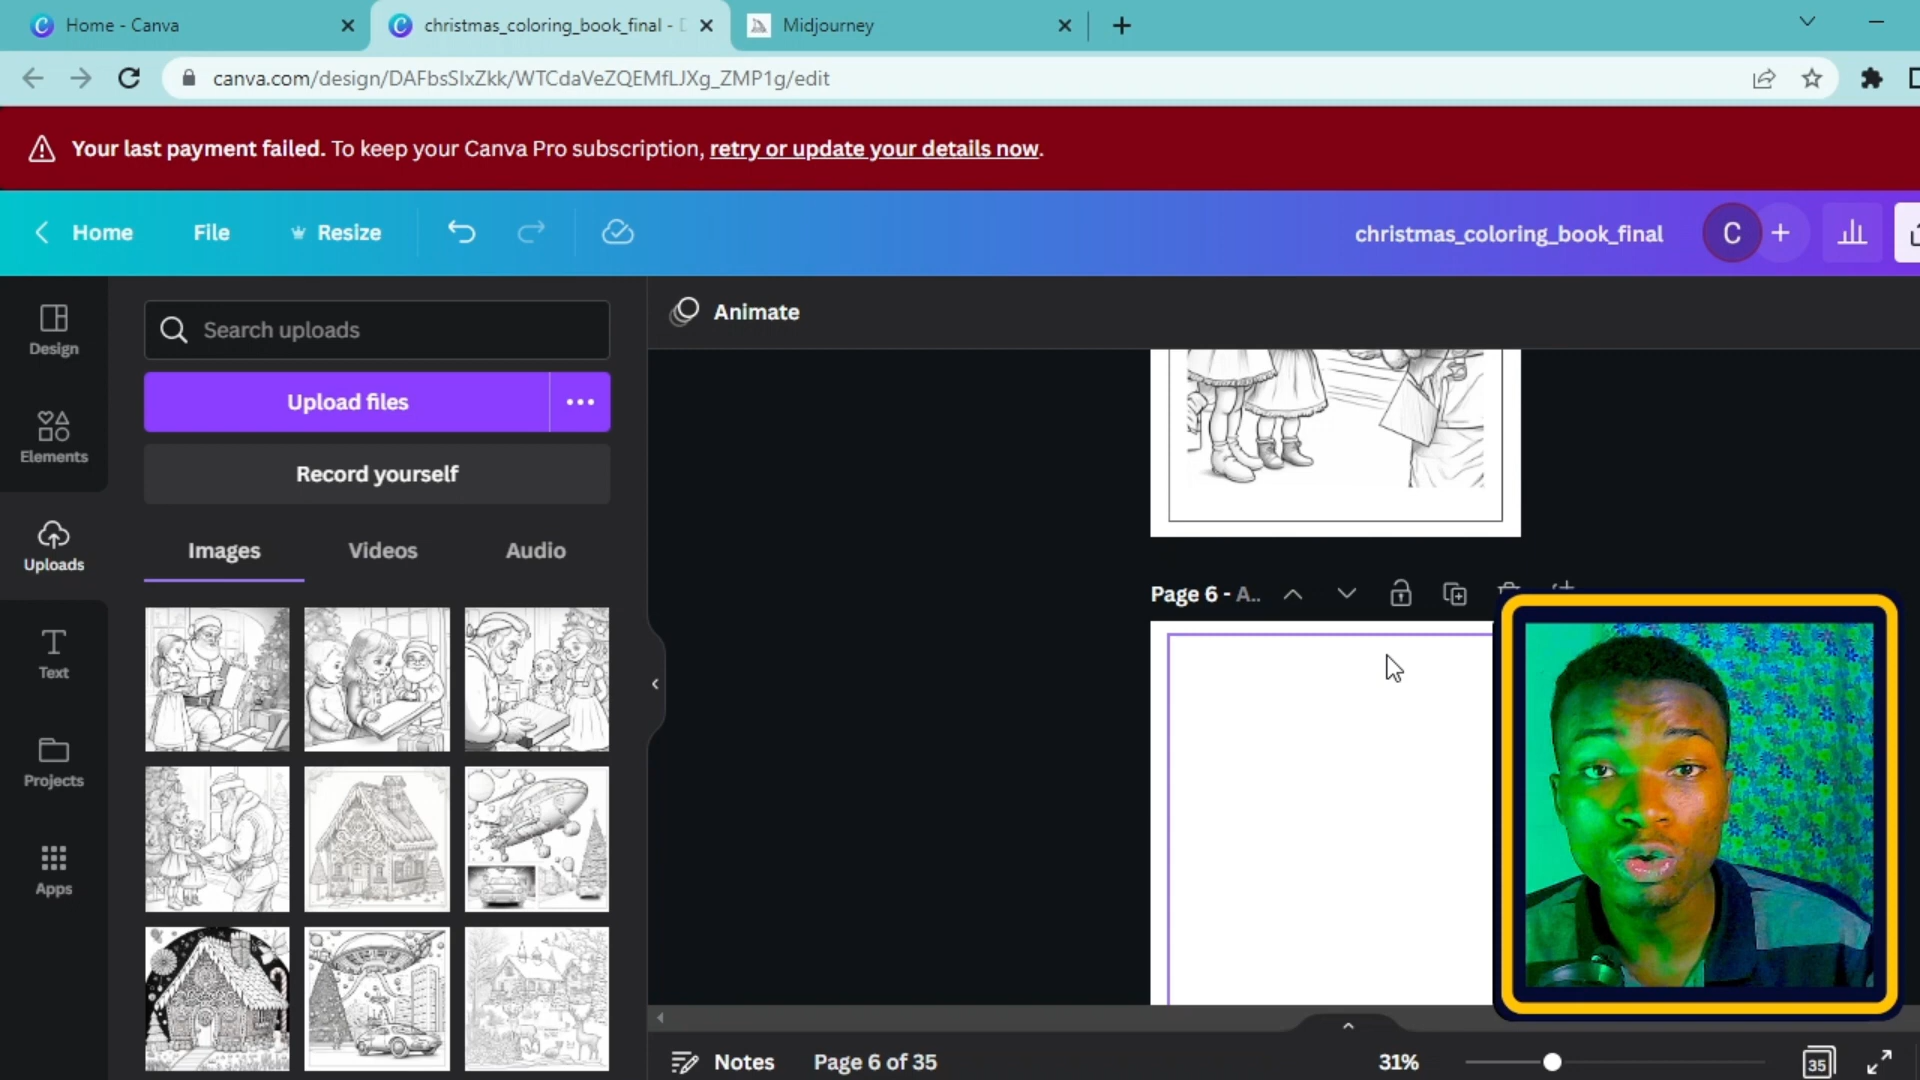 Home - Canva
christmas_coloring_book_final -
Midjourney
canva.com/design/DAFbsSIxZkk/WTCdaVeZQEMfLJXg_ZMP1g/edit
Your last payment failed. To keep your Canva Pro subscription, retry or update your details now.
Home
File
Resize
christmas_coloring_book_final
C
Design
Search uploads
Animate
Upload files
Elements
Record yourself
Uploads
Images
Videos
Audio
Page 6 - A..
Text
Projects
Apps
Notes
Page 6 of 35
31%
35